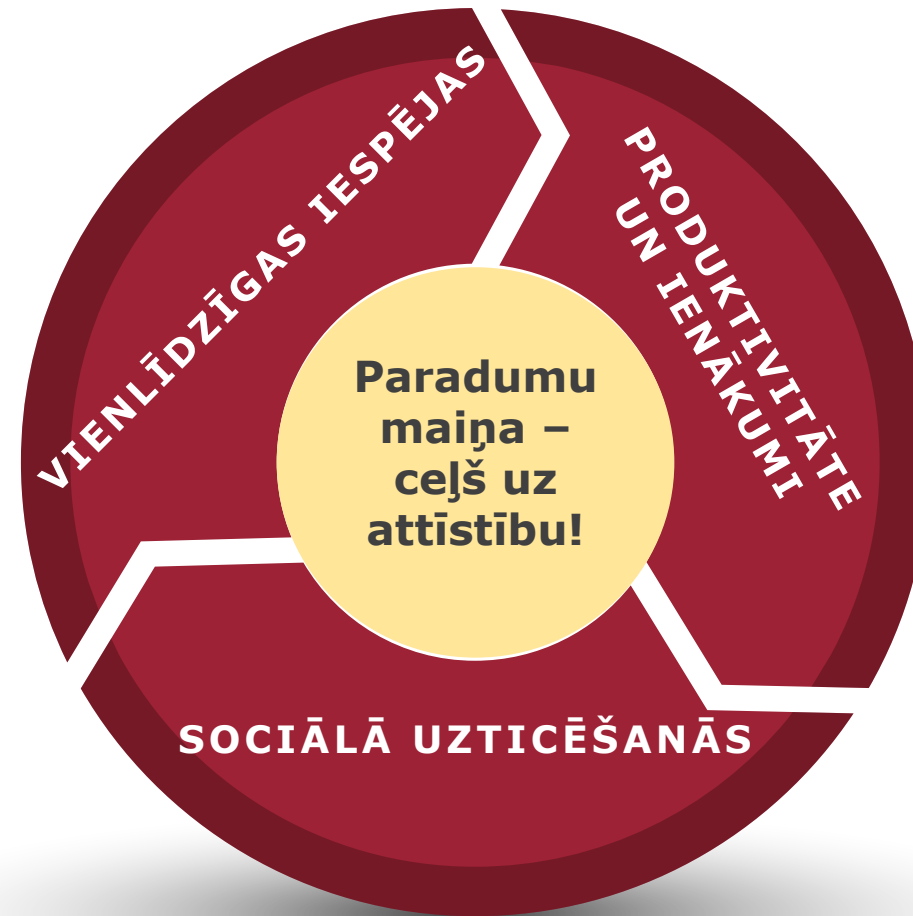 VIENLĪDZĪGAS IESPĒJAS
PRODUKTIVITĀTE
UN IENĀKUMI
Paradumu
maiņa –
ceļš uz
attīstību!
SOCIĀLĀ UZTICĒŠANĀS